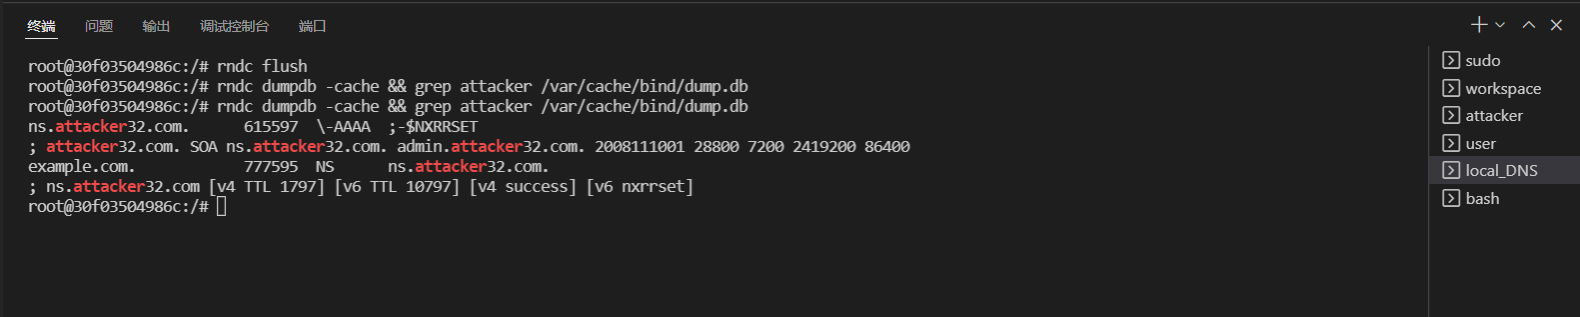 终端 问题 输出 调试控制台 端口
root@30f03504986c:/# rndc flush
root@30f03504986c:/# rndc dumpdb -cache && grep attacker /var/cache/bind/dump.db
root@30f03504986c:/# rndc dumpdb -cache && grep attacker /var/cache/bind/dump.db
ns.attacker32.com. 615597 \-AAAA ;-$NXRRSET
; attacker32.com. SOA ns.attacker32.com. admin.attacker32.com. 2008111001 28800 7200 2419200 86400
example.com. 777595 NS ns.attacker32.com.
; ns.attacker32.com [v4 TTL 1797] [v6 TTL 10797] [v4 success] [v6 nxrrset]
root@30f03504986c:/#
sudo
workspace
attacker
user
local_DNS
bash